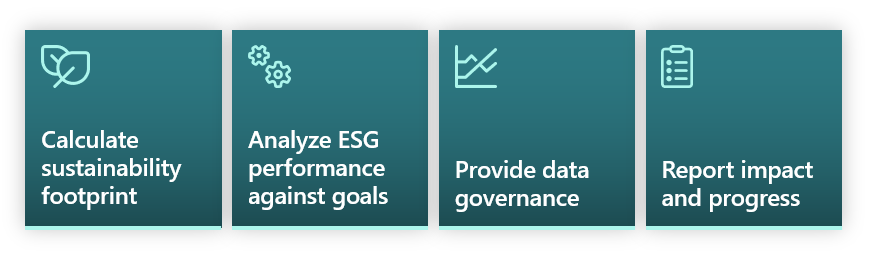 Calculate
sustainability
footprint
Analyze ESG
performance
against goals
Provide data
governance
Report impact
and progress